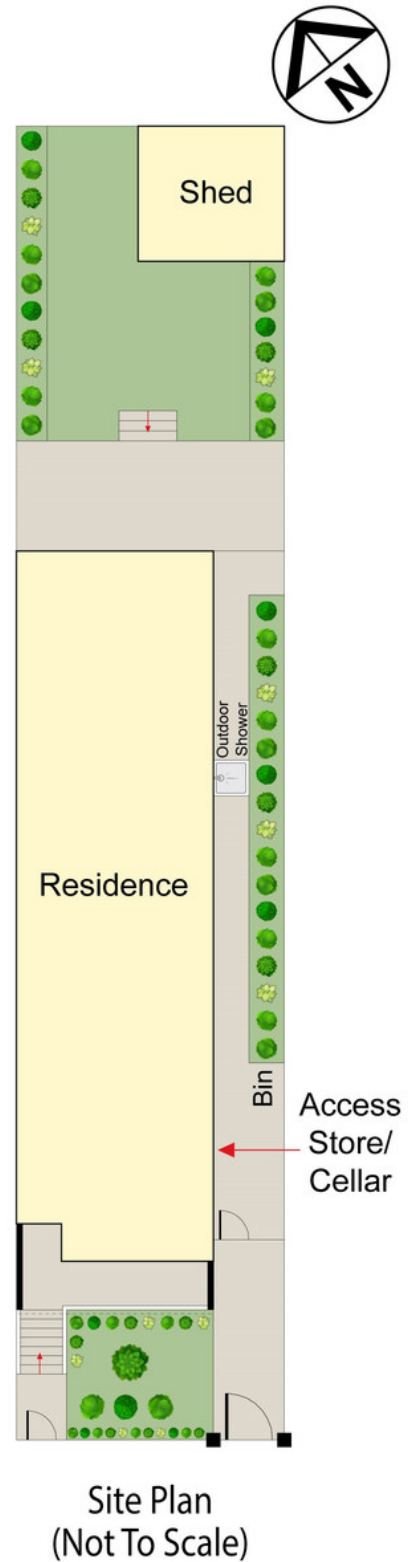 N
Shed
Outdoor
Shower
Residence
Bin
Access
Store/
Cellar
Site Plan
(Not To Scale)